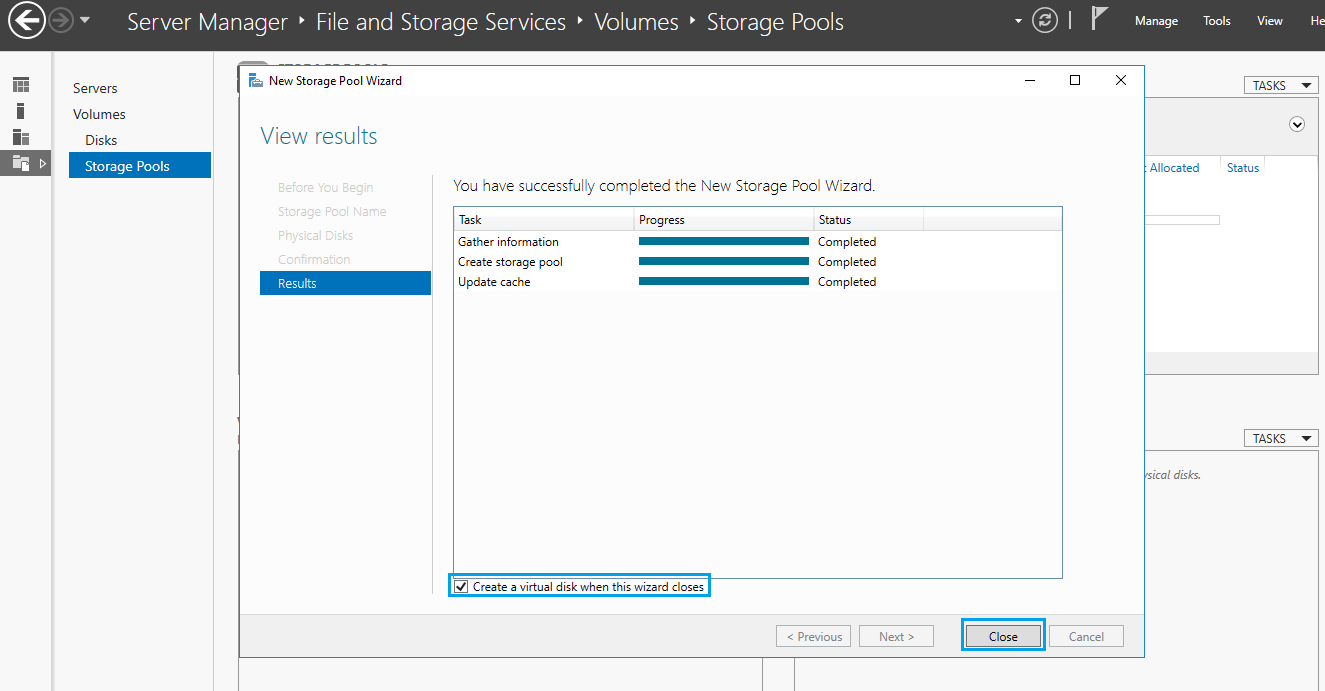 Server Manager ‣ File and Storage Services ‣ Volumes ‣ Storage Pools
Manage Tools View
Servers
Volumes
Disks
Storage Pools
New Storage Pool Wizard
TASKS
View results
Allocated Status
Before You Begin
Storage Pool Name
Physical Disks
Confirmation
Results
You have successfully completed the New Storage Pool Wizard.
Task Progress Status
Gather information Completed
Create storage pool Completed
Update cache Completed
TASKS
disks.
Create a virtual disk when this wizard closes
< Previous Next > Close Cancel